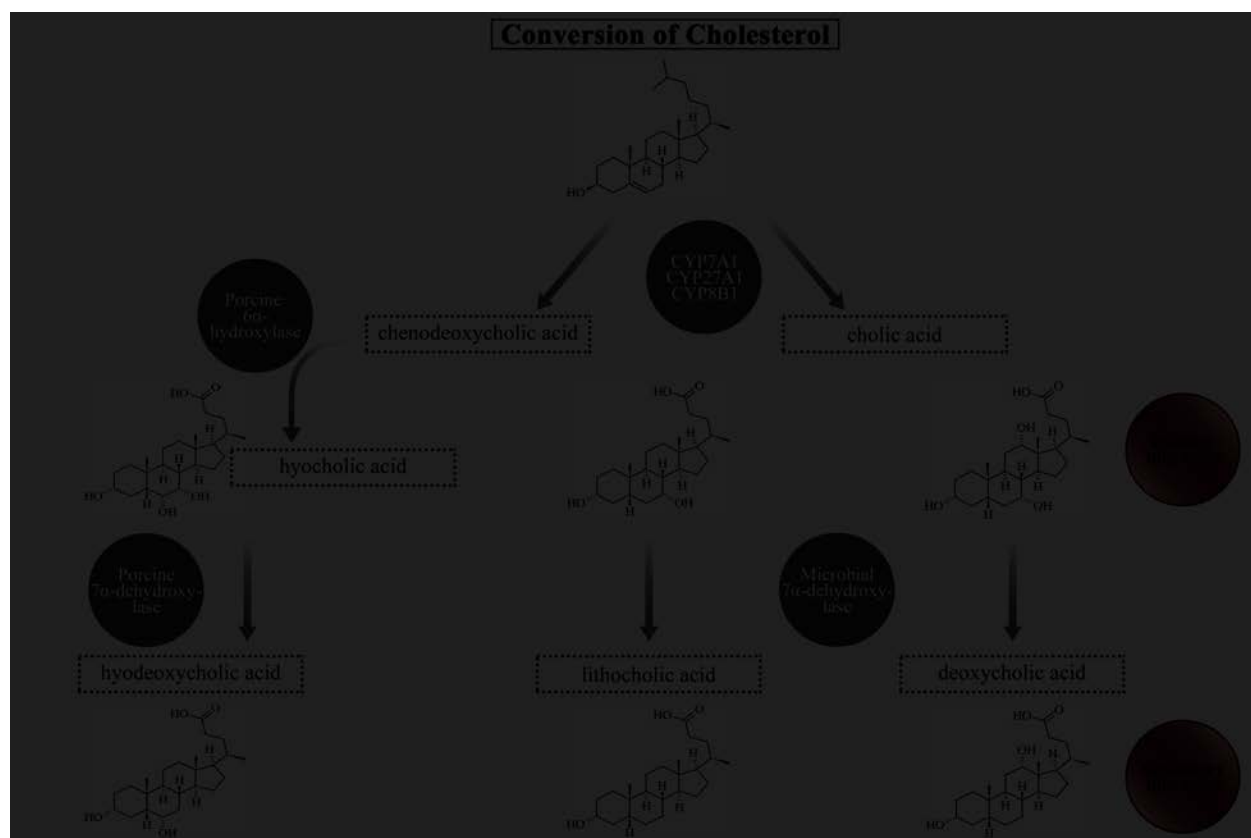 Conversion of Cholesterol
H
H
H
H
HO
CYP7A1
CYP27A1
CYP8B1
Porcine
6α-
hydroxylase
chenodeoxycholic acid
cholic acid
HO
O
H
H
H
H
HO
H
OH
OH
hyocholic acid
HO
O
H
H
H
H
HO
H
OH
HO
O
OH
H
H
H
H
HO
H
OH
Porcine
7α-dehydroxy-
lase
Microbial
7α-dehydroxy-
lase
hyodeoxycholic acid
lithocholic acid
deoxycholic acid
HO
O
H
H
H
H
HO
H
OH
HO
O
H
H
H
H
HO
H
HO
O
OH
H
H
H
H
HO
H